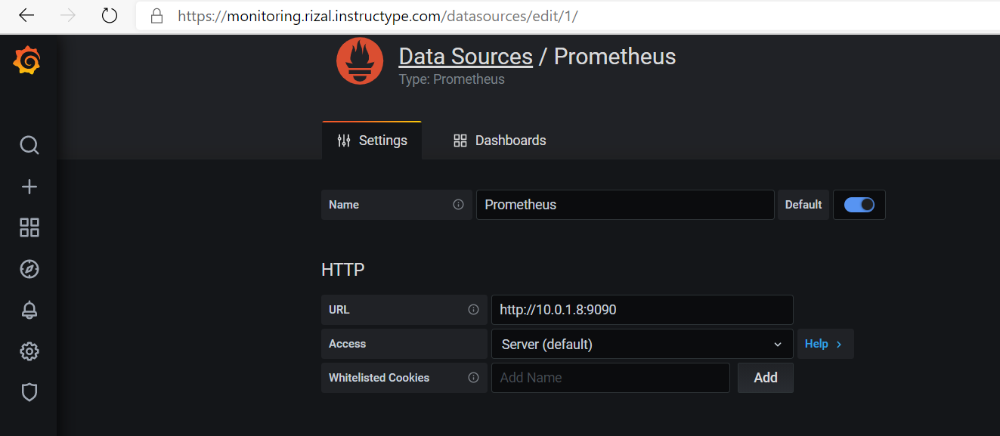 https://monitoring.rizal.instructype.com/datasources/edit/1/
Data Sources / Prometheus
Type: Prometheus
Settings Dashboards
Name Prometheus Default
HTTP
URL http://10.0.1.8:9090
Access Server (default) Help
Whitelisted Cookies Add Name Add